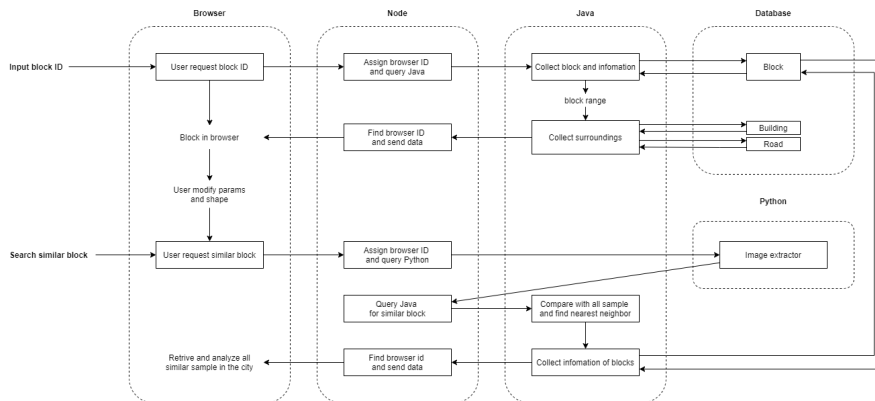 Browser
Node
Java
Database
Input block ID
User request block ID
Assign browser ID
and query Java
Collect block and infomation
Block
block range
Block in browser
Find browser ID
and send data
Collect surroundings
Building
Road
User modify params
and shape
Python
Search similar block
User request similar block
Assign browser ID
and query Python
Image extractor
Query Java
for similar block
Compare with all sample
and find nearest neighbor
Retrive and analyze all
similar sample in the city
Find browser id
and send data
Collect infomation of blocks